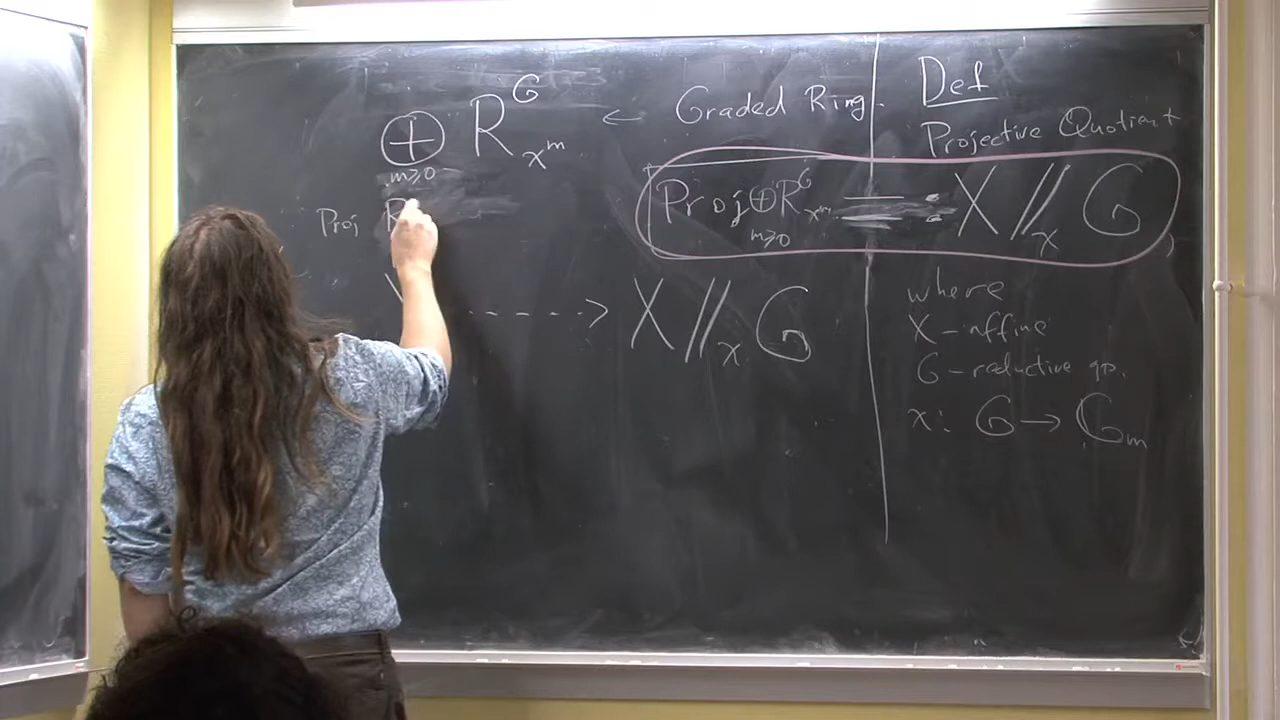 ⊕ R^G_{χ^m} ← Graded Ring.
m≥0
Proj R
X ⇢ X //_χ G
Def
Projective Quotient
Proj ⊕ R^G_{χ^m} =: X //_χ G
m≥0
where
X – affine
G – reductive gp.
χ: G → 𝔾_m